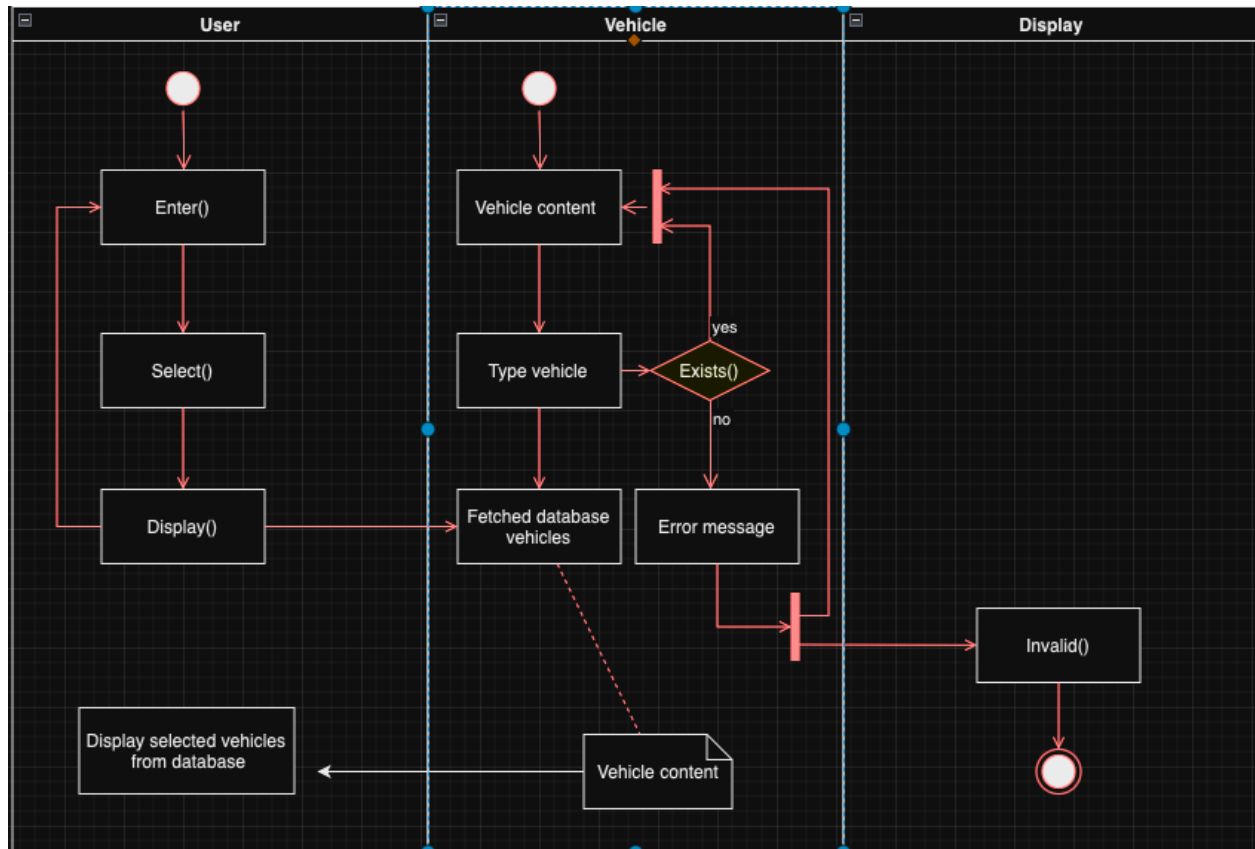 User
Vehicle
Display
Enter()
Vehicle content
yes
Select()
Type vehicle
Exists()
no
Display()
Fetched database
vehicles
Error message
Invalid()
Display selected vehicles
from database
Vehicle content